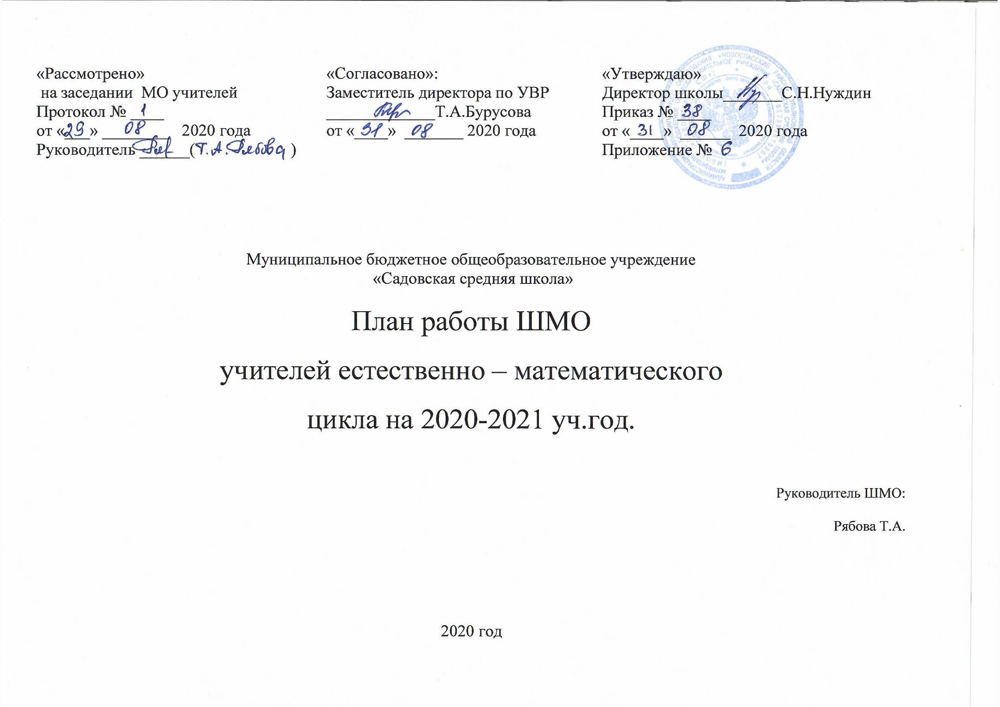 «Рассмотрено»
на заседании МО учителей
Протокол № 1
от «29» 08 2020 года
Руководитель (Т.А.Рябова)
«Согласовано»:
Заместитель директора по УВР
Т.А.Бурусова
от «31» 08 2020 года
«Утверждаю»
Директор школы С.Н.Нуждин
Приказ № 38
от «31» 08 2020 года
Приложение № 6
Муниципальное бюджетное общеобразовательное учреждение
«Садовская средняя школа»
План работы ШМО
учителей естественно – математического
цикла на 2020-2021 уч.год.
Руководитель ШМО:
Рябова Т.А.
2020 год